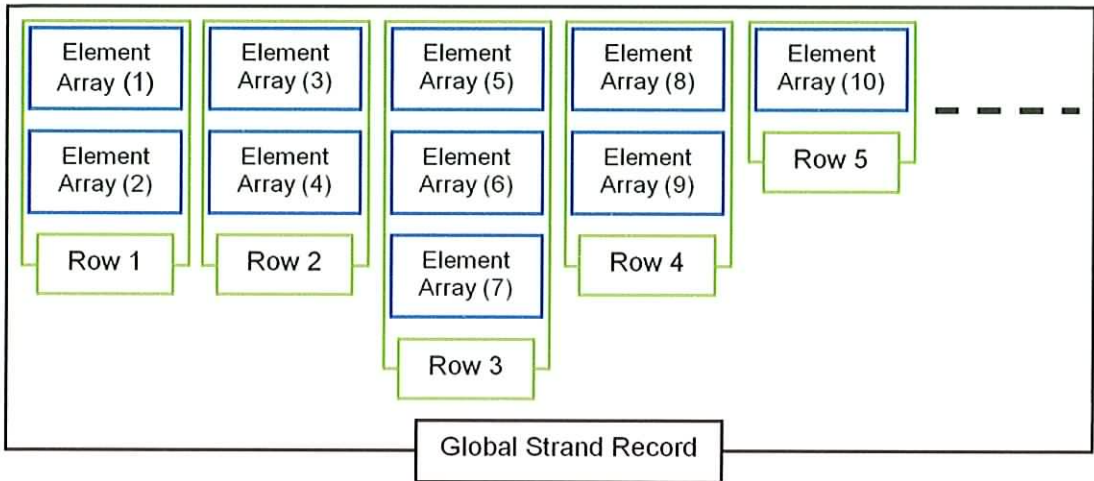 Element
Array (1)
Element
Array (2)
Row 1
Element
Array (3)
Element
Array (4)
Row 2
Element
Array (5)
Element
Array (6)
Element
Array (7)
Row 3
Element
Array (8)
Element
Array (9)
Row 4
Element
Array (10)
Row 5
Global Strand Record